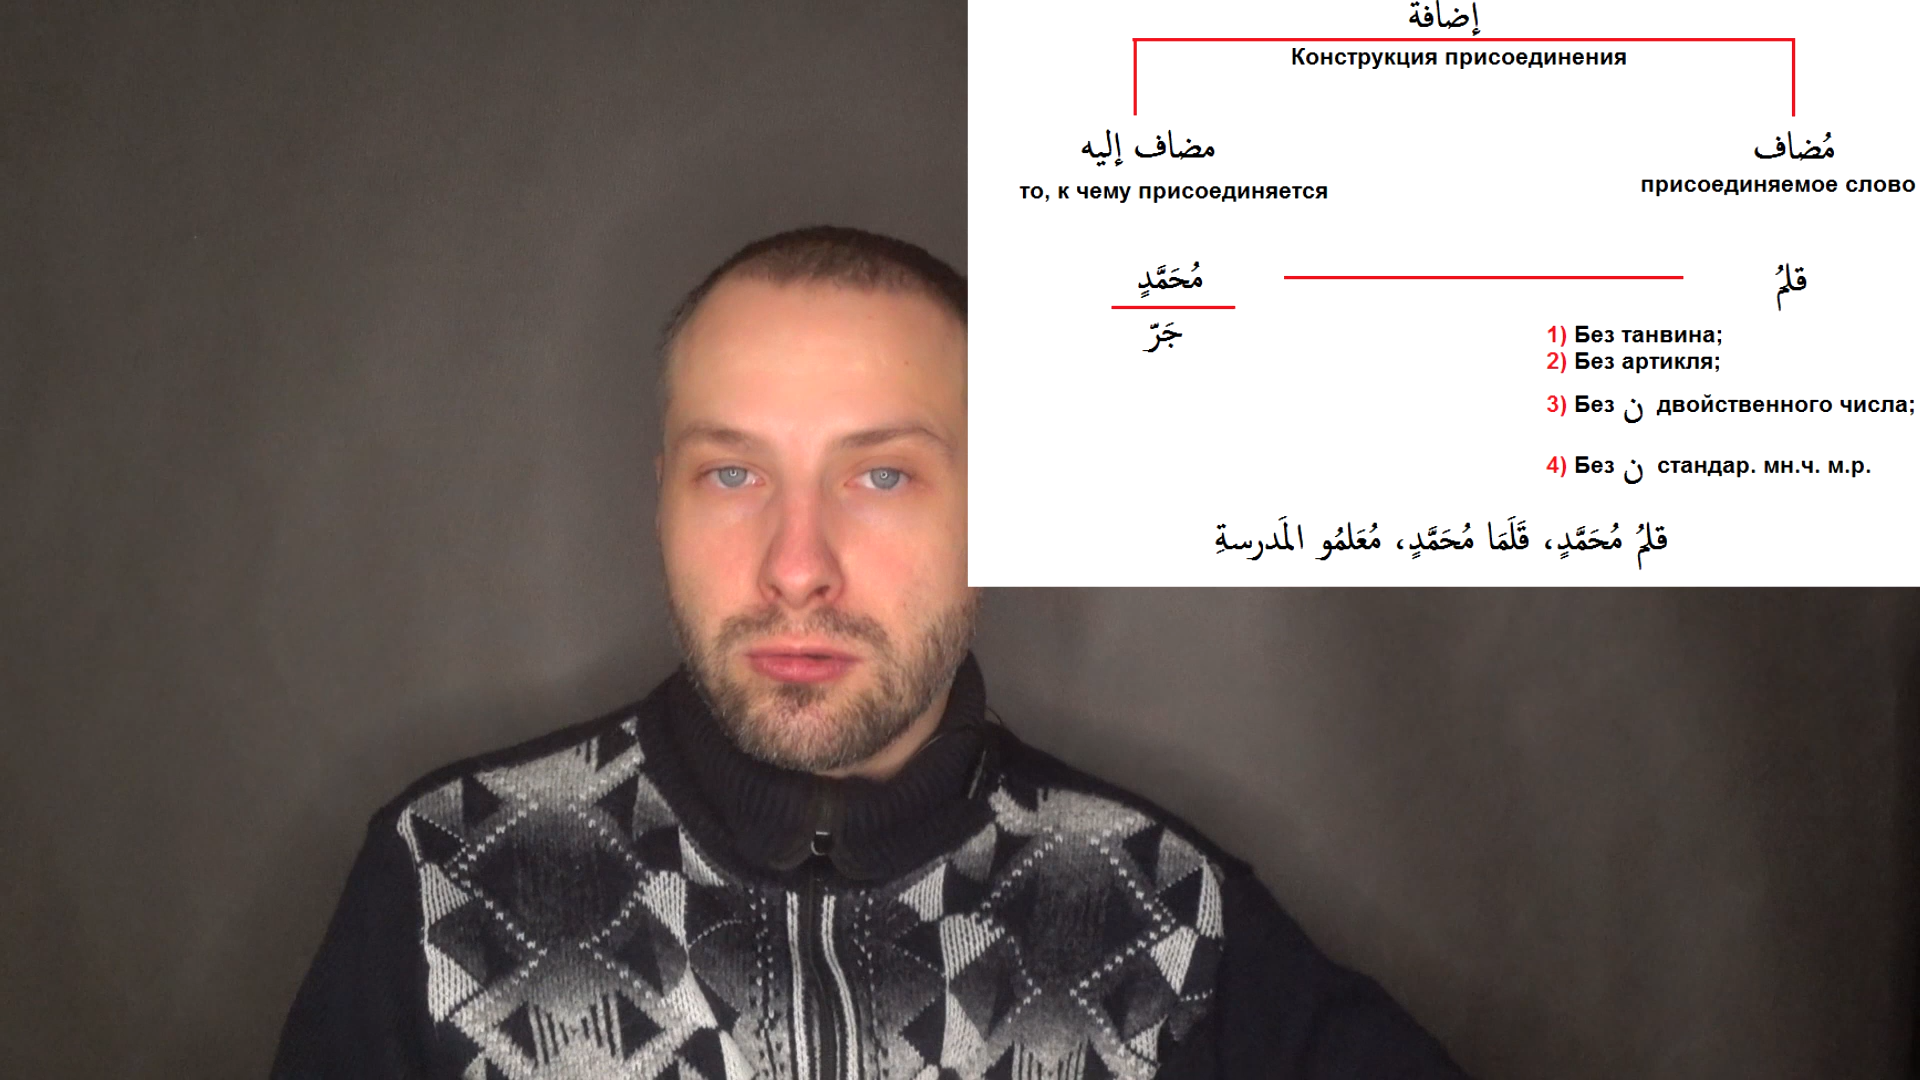 إضافة
Конструкция присоединения
مُضاف
مضاف إليه
присоединяемое слово
то, к чему присоединяется
قلمُ
مُحَمَّدٍ
جَرّ
1) Без танвина;
2) Без артикля;
3) Без ن двойственного числа;
4) Без ن стандар. мн.ч. м.р.
قلمُ مُحَمَّدٍ، قَلَمَا مُحَمَّدٍ، مُعَلمُو المَدرسةِ